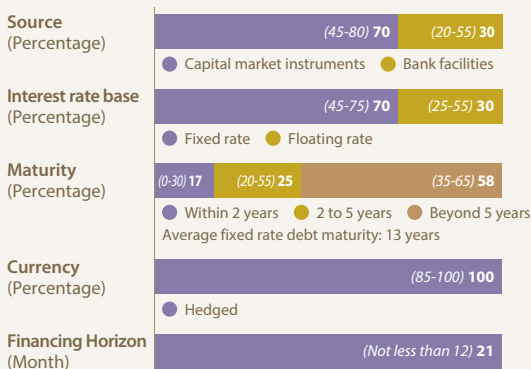 Source
(Percentage)
(45-80) 70 (20-55) 30
Capital market instruments Bank facilities
Interest rate base
(Percentage)
(45-75) 70 (25-55) 30
Fixed rate Floating rate
Maturity
(Percentage)
(0-30) 17 (20-55) 25 (35-65) 58
Within 2 years 2 to 5 years Beyond 5 years
Average fixed rate debt maturity: 13 years
Currency
(Percentage)
(85-100) 100
Hedged
Financing Horizon
(Month)
(Not less than 12) 21